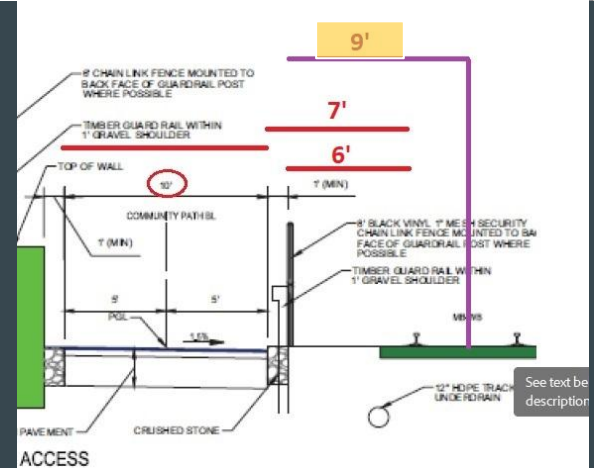 9'
6' CHAIN LINK FENCE MOUNTED TO
BACK FACE OF GUARDRAIL POST
WHERE POSSIBLE
7'
TIMBER GUARD RAIL WITHIN
1' GRAVEL SHOULDER
6'
TOP OF WALL
10'
1' (MIN)
COMMUNITY PATH BL
8' BLACK VINYL 1" MESH SECURITY
CHAIN LINK FENCE MOUNTED TO
FACE OF GUARDRAIL POST WHERE
POSSIBLE
1' (MIN)
TIMBER GUARD RAIL WITHIN
1' GRAVEL SHOULDER
5'
5'
PGL
1.5%
See text be
description
12" HDPE TRACK
UNDERDRAIN
PAVEMENT
CRUSHED STONE
ACCESS